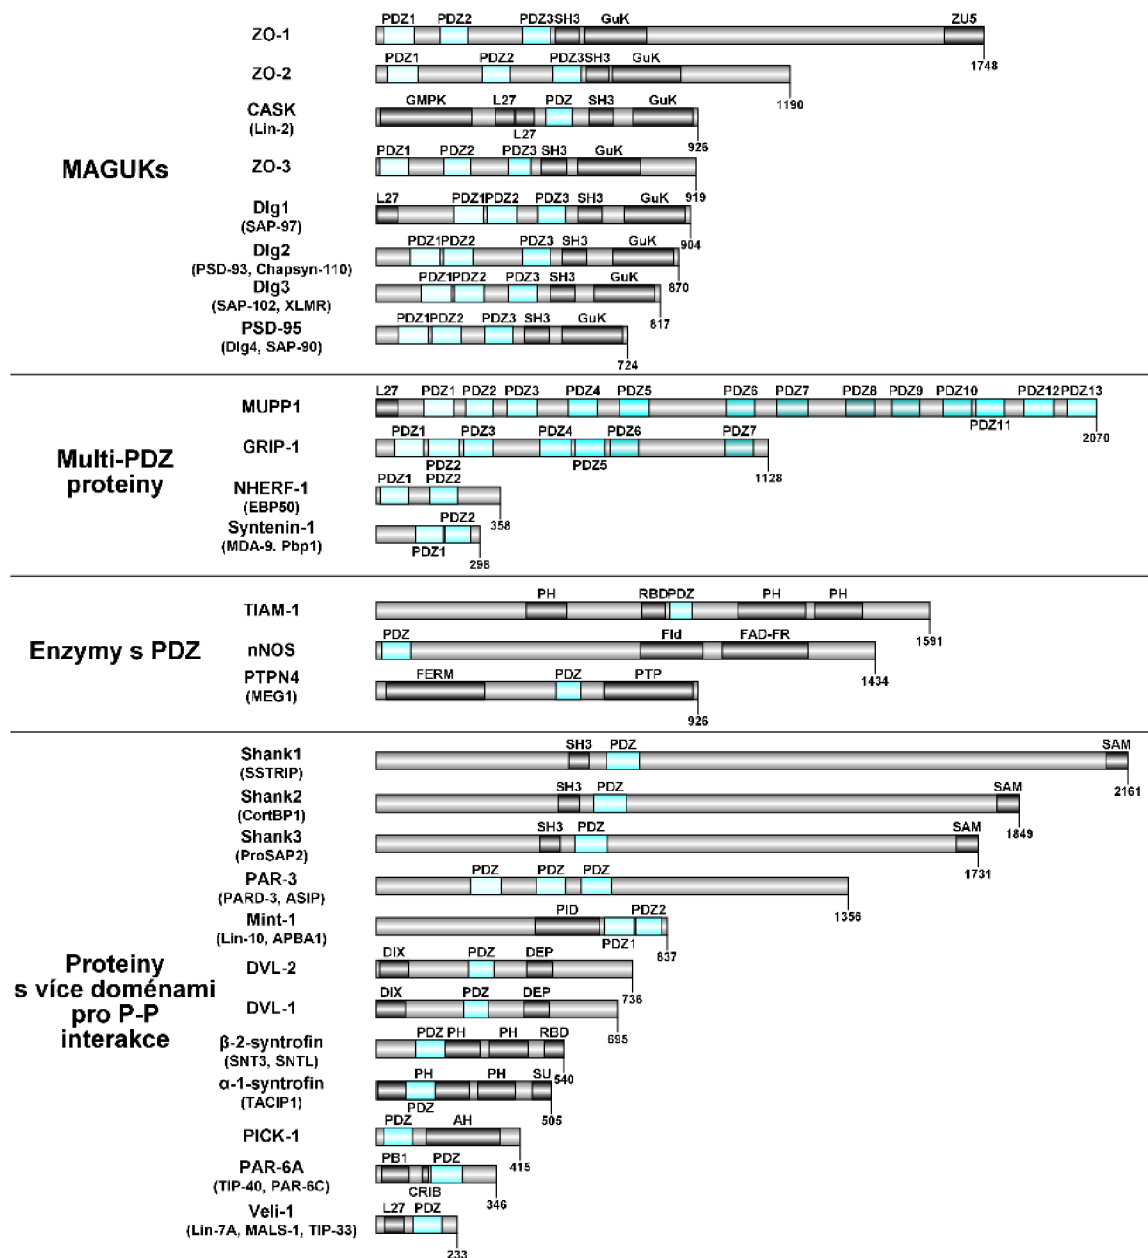 PDZ1 PDZ2 PDZ3 SH3 GuK ZU5
ZO-1
1748
PDZ1 PDZ2 PDZ3 SH3 GuK
ZO-2
1190
GMPK L27 PDZ SH3 GuK
CASK
(Lin-2)
L27
926
PDZ1 PDZ2 PDZ3 SH3 GuK
ZO-3
919
MAGUKs
L27 PDZ1 PDZ2 PDZ3 SH3 GuK
Dlg1
(SAP-97)
904
PDZ1 PDZ2 PDZ3 SH3 GuK
Dlg2
(PSD-93, Chapsyn-110)
870
PDZ1 PDZ2 PDZ3 SH3 GuK
Dlg3
(SAP-102, XLMR)
817
PDZ1 PDZ2 PDZ3 SH3 GuK
PSD-95
(Dlg4, SAP-90)
724
L27 PDZ1 PDZ2 PDZ3 PDZ4 PDZ5 PDZ6 PDZ7 PDZ8 PDZ9 PDZ10 PDZ12 PDZ13
MUPP1
PDZ11
2070
PDZ1 PDZ3 PDZ4 PDZ6 PDZ7
GRIP-1
PDZ2 PDZ5
1128
Multi-PDZ
proteiny
PDZ1 PDZ2
NHERF-1
(EBP50)
358
PDZ2
Syntenin-1
(MDA-9. Pbp1)
PDZ1
298
PH RBD PDZ PH PH
TIAM-1
1591
Enzymy s PDZ
PDZ Fld FAD-FR
nNOS
1434
FERM PDZ PTP
PTPN4
(MEG1)
926
SH3 PDZ SAM
Shank1
(SSTRIP)
2161
SH3 PDZ SAM
Shank2
(CortBP1)
1849
SH3 PDZ SAM
Shank3
(ProSAP2)
1731
PDZ PDZ PDZ
PAR-3
(PARD-3, ASIP)
1356
PID PDZ2
Mint-1
(Lin-10, APBA1)
PDZ1
837
Proteiny
s více doménami
pro P-P
interakce
DIX PDZ DEP
DVL-2
736
DIX PDZ DEP
DVL-1
695
PDZ PH PH RBD
β-2-syntrofin
(SNT3, SNTL)
540
PH PH SU
α-1-syntrofin
(TACIP1)
PDZ
505
PDZ AH
PICK-1
415
PB1 PDZ
PAR-6A
(TIP-40, PAR-6C)
CRIB
346
L27 PDZ
Veli-1
(Lin-7A, MALS-1, TIP-33)
233